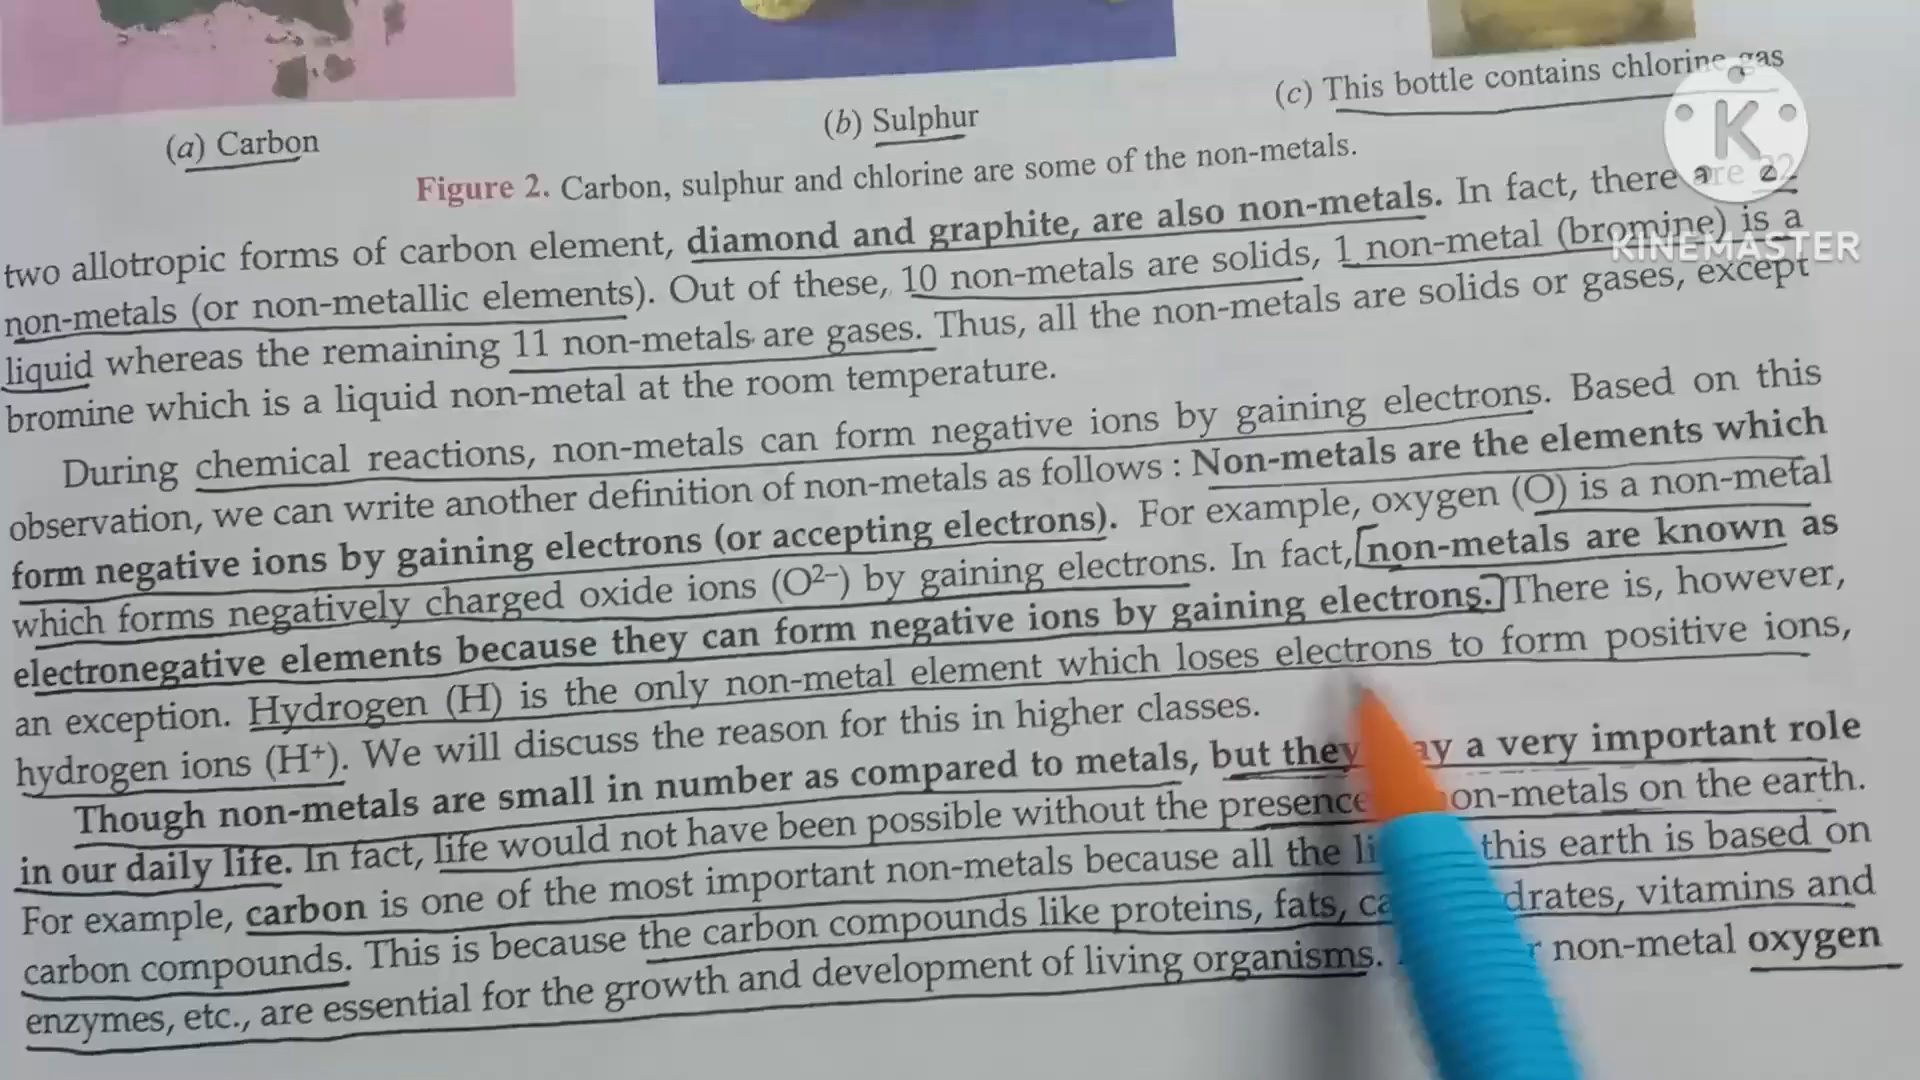 (a) Carbon
(b) Sulphur
(c) This bottle contains chlorine gas
Figure 2. Carbon, sulphur and chlorine are some of the non-metals.
K
KINEMASTER
two allotropic forms of carbon element, diamond and graphite, are also non-metals. In fact, there are 22
non-metals (or non-metallic elements). Out of these, 10 non-metals are solids, 1 non-metal (bromine) is a
liquid whereas the remaining 11 non-metals are gases. Thus, all the non-metals are solids or gases, except
bromine which is a liquid non-metal at the room temperature.
During chemical reactions, non-metals can form negative ions by gaining electrons. Based on this
observation, we can write another definition of non-metals as follows : Non-metals are the elements which
form negative ions by gaining electrons (or accepting electrons). For example, oxygen (O) is a non-metal
which forms negatively charged oxide ions (O²⁻) by gaining electrons. In fact, [non-metals are known as
electronegative elements because they can form negative ions by gaining electrons.] There is, however,
an exception. Hydrogen (H) is the only non-metal element which loses electrons to form positive ions,
hydrogen ions (H⁺). We will discuss the reason for this in higher classes.
Though non-metals are small in number as compared to metals, but they a very important role
in our daily life. In fact, life would not have been possible without the presence non-metals on the earth.
For example, carbon is one of the most important non-metals because all the this earth is based on
carbon compounds. This is because the carbon compounds like proteins, fats, vitamins and
enzymes, etc., are essential for the growth and development of living organisms. non-metal oxygen